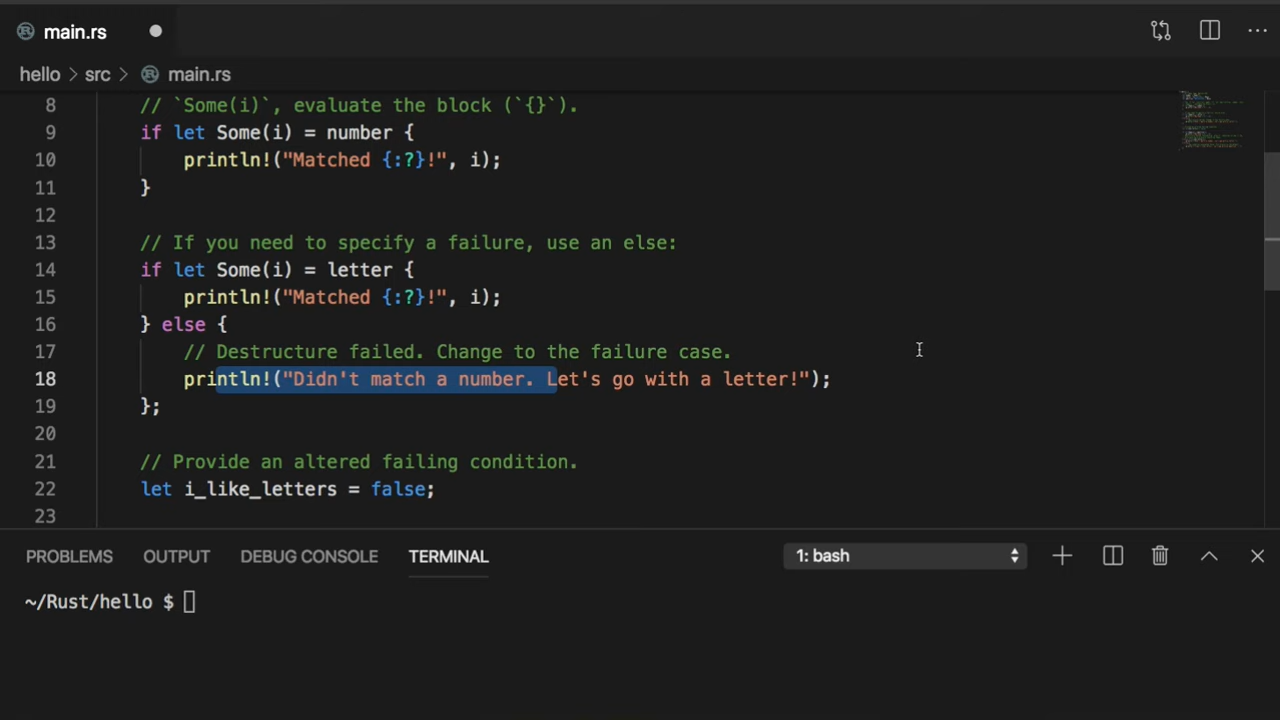 main.rs
hello > src > main.rs
8 // `Some(i)`, evaluate the block (`{}`).
9 if let Some(i) = number {
10 println!("Matched {:?}!", i);
11 }
12
13 // If you need to specify a failure, use an else:
14 if let Some(i) = letter {
15 println!("Matched {:?}!", i);
16 } else {
17 // Destructure failed. Change to the failure case.
18 println!("Didn't match a number. Let's go with a letter!");
19 };
20
21 // Provide an altered failing condition.
22 let i_like_letters = false;
23
PROBLEMS OUTPUT DEBUG CONSOLE TERMINAL 1: bash
~/Rust/hello $